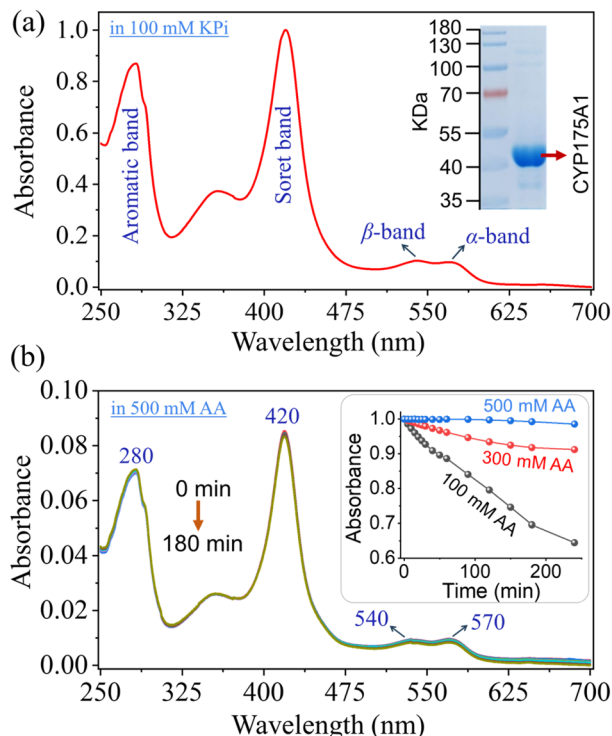 (a)
in 100 mM KPi
Absorbance
1.0
0.8
0.6
0.4
0.2
0.0
Aromatic band
Soret band
β-band
α-band
KDa
180
130
100
70
55
40
35
CYP175A1
250 325 400 475 550 625 700
Wavelength (nm)
(b)
in 500 mM AA
Absorbance
0.10
0.08
0.06
0.04
0.02
0.00
280
420
0 min
180 min
540
570
Absorbance
1.0
0.9
0.8
0.7
0.6
500 mM AA
300 mM AA
100 mM AA
0 100 200
Time (min)
250 325 400 475 550 625 700
Wavelength (nm)